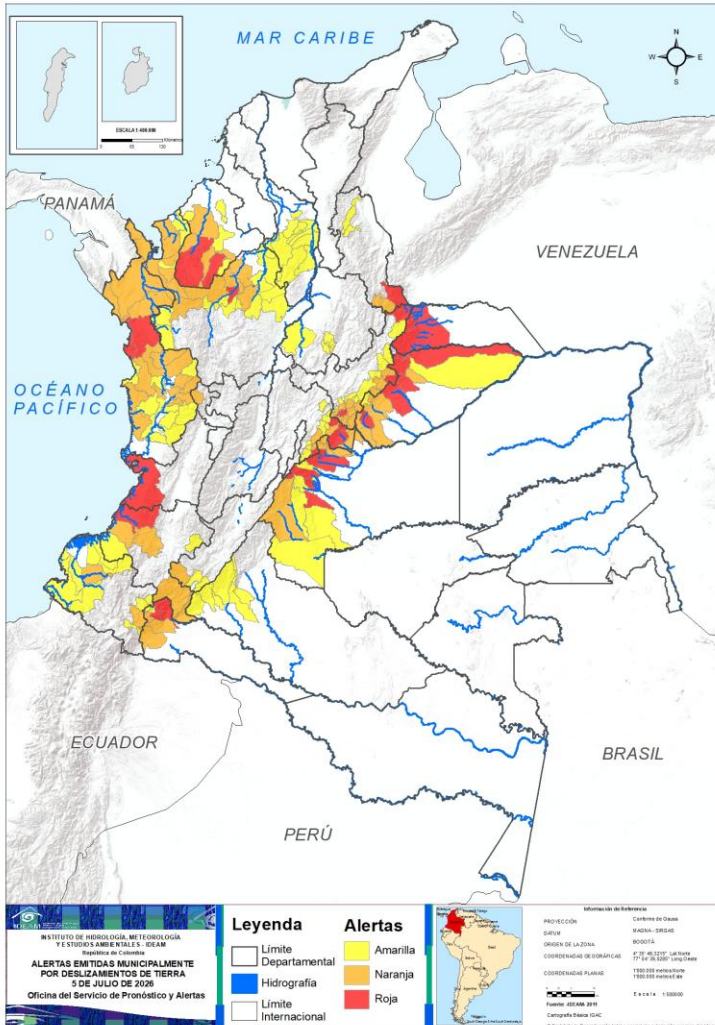 MAR CARIBE
N
W
E
S
ESCALA 1:400.000
PANAMÁ
VENEZUELA
OCÉANO
PACÍFICO
ECUADOR
BRASIL
PERÚ
IDEAM
INSTITUTO DE HIDROLOGÍA, METEOROLOGÍA
Y ESTUDIOS AMBIENTALES - IDEAM
República de Colombia
ALERTAS EMITIDAS MUNICIPALMENTE
POR DESLIZAMIENTOS DE TIERRA
5 DE JULIO DE 2026
Oficina del Servicio de Pronóstico y Alertas
Leyenda
Límite
Departamental
Hidrografía
Límite
Internacional
Alertas
Amarilla
Naranja
Roja
Información de Referencia
PROYECCIÓN Conforme de Gauss
DATUM MAGNA - SIRGAS
ORIGEN DE LA ZONA BOGOTÁ
COORDENADAS GEOGRÁFICAS
COORDENADAS PLANAS
Escala
Fuente: IDEAM 2011
Cartografía Básica IGAC